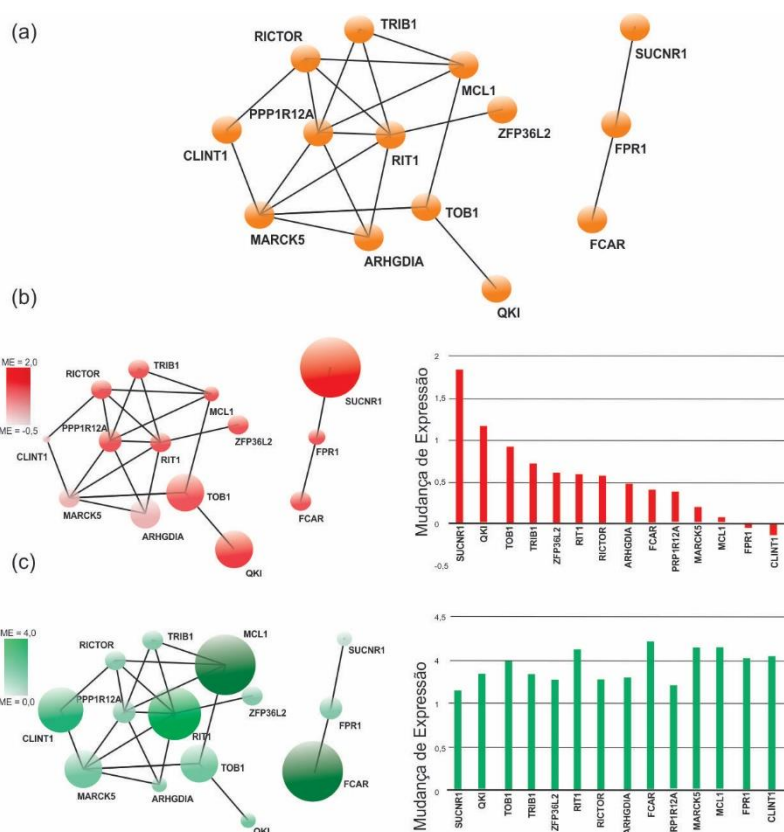 (a)
TRIB1
RICTOR
SUCNR1
MCL1
PPP1R12A
ZFP36L2
CLINT1
RIT1
FPR1
TOB1
MARCK5
ARHGDIA
FCAR
QKI
(b)
ME = 2,0
ME = -0,5
TRIB1
RICTOR
MCL1
PPP1R12A
ZFP36L2
CLINT1
RIT1
TOB1
MARCK5
ARHGDIA
QKI
SUCNR1
FPR1
FCAR
Mudança de Expressão
2
1,5
1
0,5
0
-0,5
SUCNR1
QKI
TOB1
TRIB1
ZFP36L2
RIT1
RICTOR
ARHGDIA
FCAR
PRP1R12A
MARCK5
MCL1
FPR1
CLINT1
(c)
ME = 4,0
ME = 0,0
TRIB1
MCL1
RICTOR
PPP1R12A
ZFP36L2
CLINT1
RIT1
TOB1
MARCK5
ARHGDIA
QKI
SUCNR1
FPR1
FCAR
Mudança de Expressão
4,5
4
1
0,5
0
SUCNR1
QKI
TOB1
TRIB1
ZFP36L2
RIT1
RICTOR
ARHGDIA
FCAR
RP1R12A
MARCK5
MCL1
FPR1
CLINT1